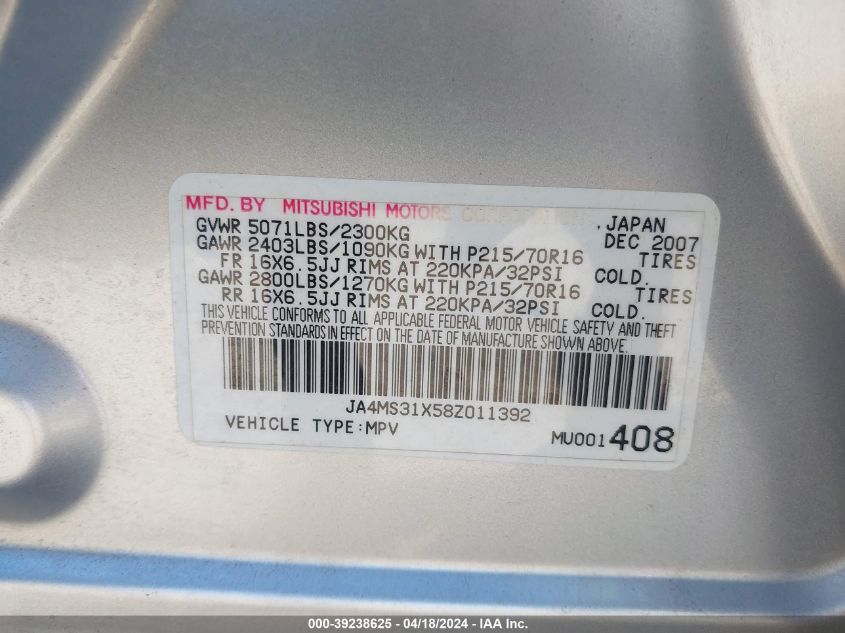 MFD. BY MITSUBISHI MOTORS CORPORATION, JAPAN
GVWR 5071LBS/2300KG DEC 2007
GAWR 2403LBS/1090KG WITH P215/70R16 TIRES
FR 16X6.5JJ RIMS AT 220KPA/32PSI COLD.
GAWR 2800LBS/1270KG WITH P215/70R16 TIRES
RR 16X6.5JJ RIMS AT 220KPA/32PSI COLD.
THIS VEHICLE CONFORMS TO ALL APPLICABLE FEDERAL MOTOR VEHICLE SAFETY AND THEFT
PREVENTION STANDARDS IN EFFECT ON THE DATE OF MANUFACTURE SHOWN ABOVE.
JA4MS31X58Z011392
VEHICLE TYPE:MPV MU001408
000-39238625 - 04/18/2024 - IAA Inc.